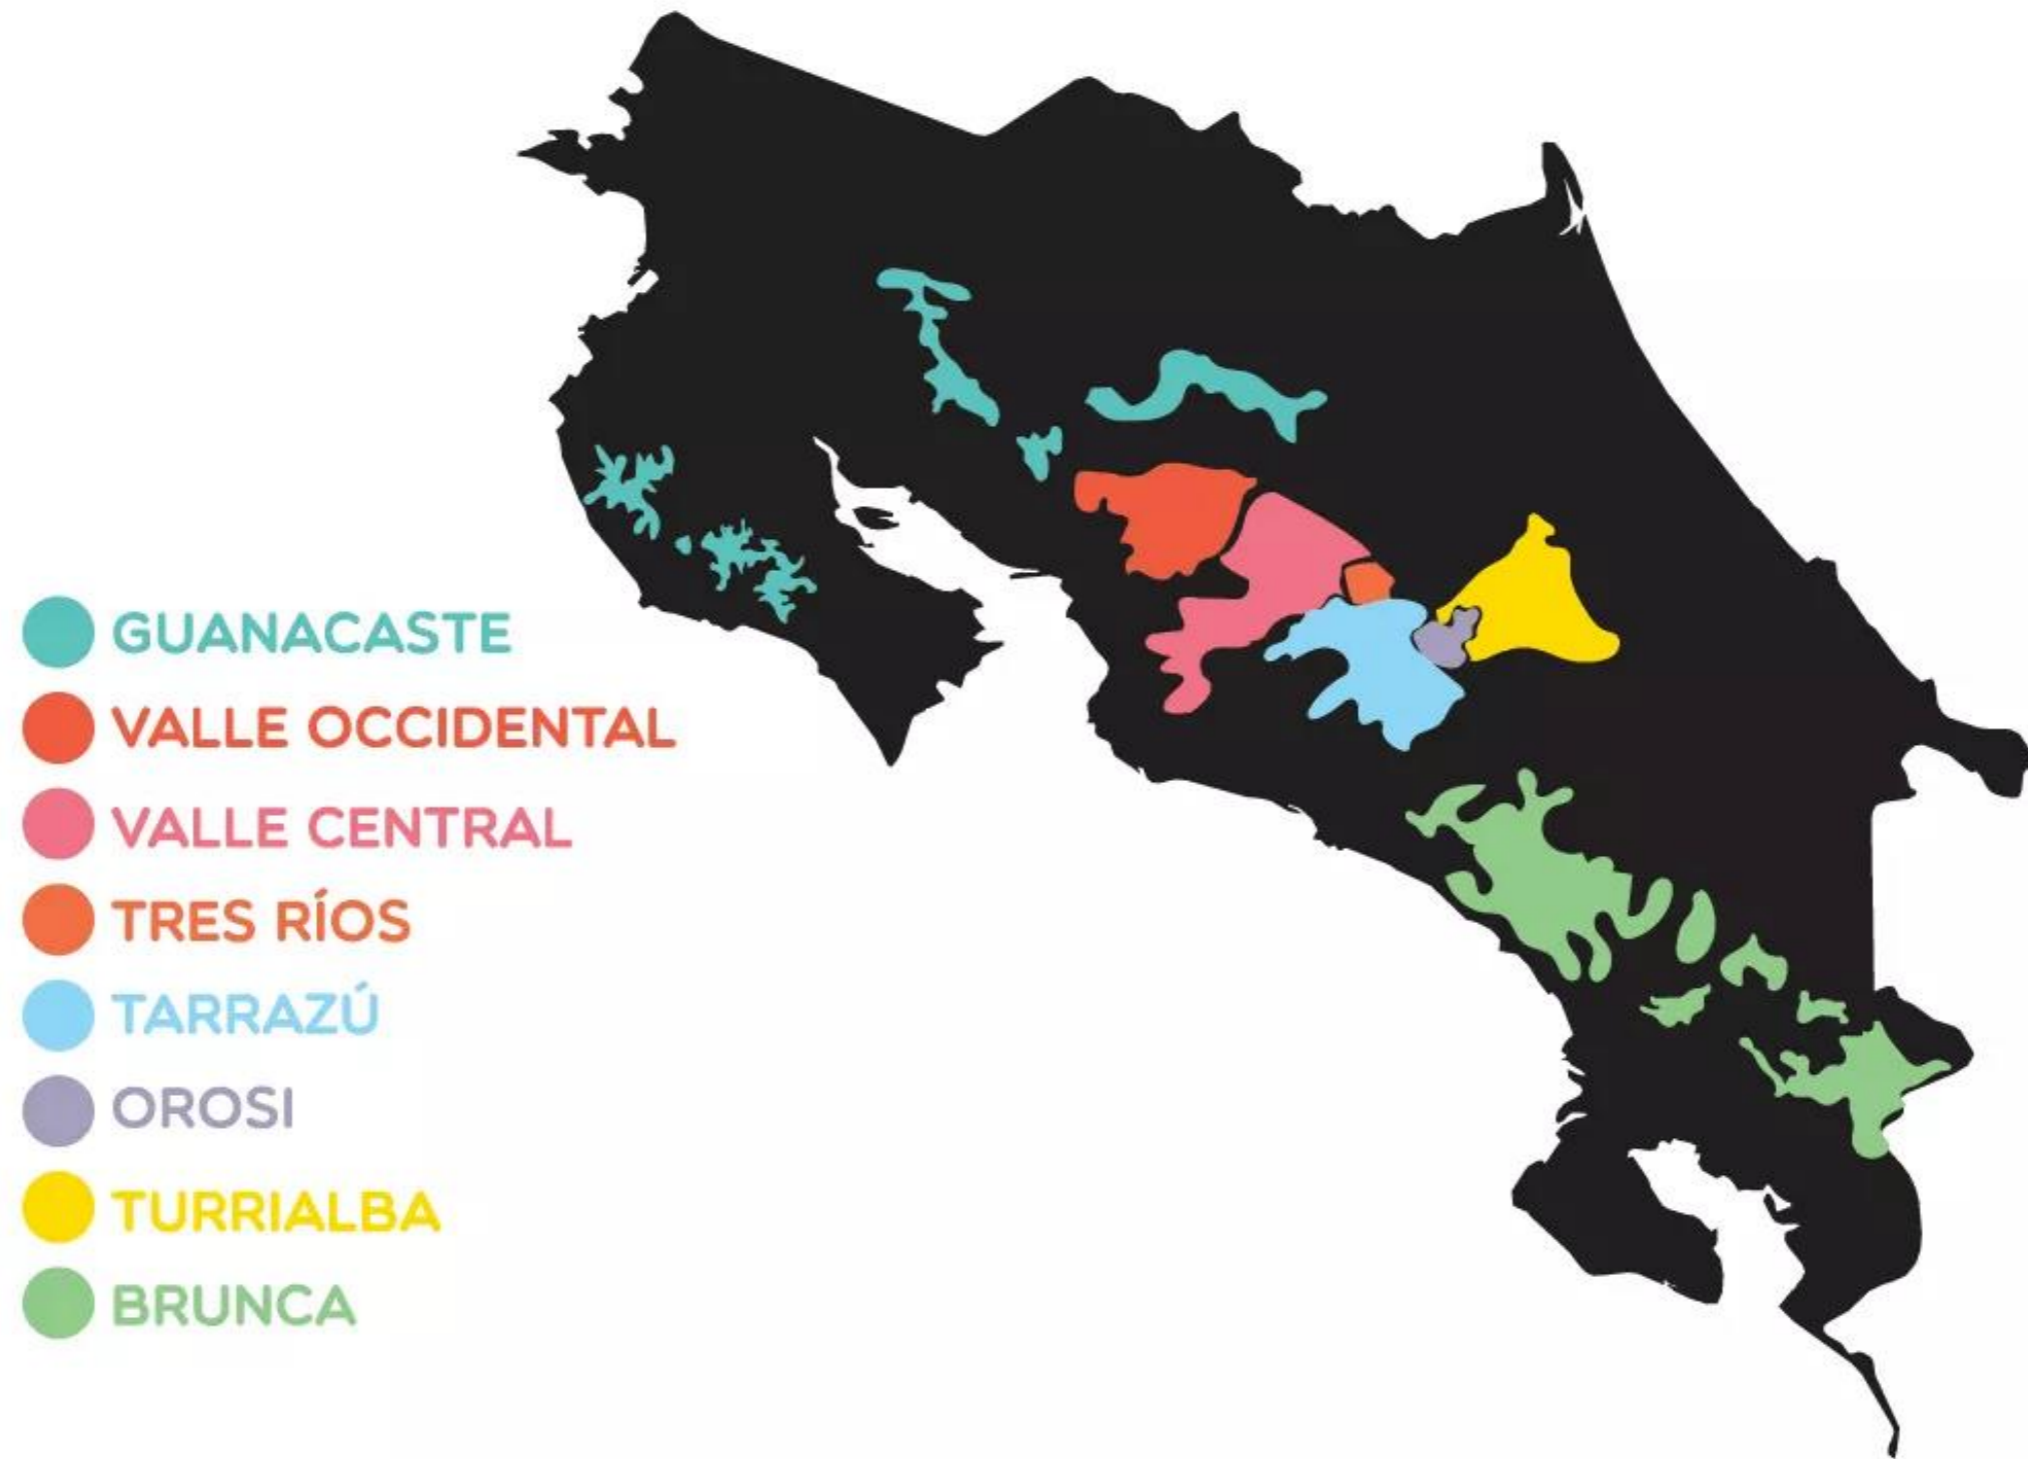 GUANACASTE
VALLE OCCIDENTAL
VALLE CENTRAL
TRES RÍOS
TARRAZÚ
OROSI
TURRIALBA
BRUNCA